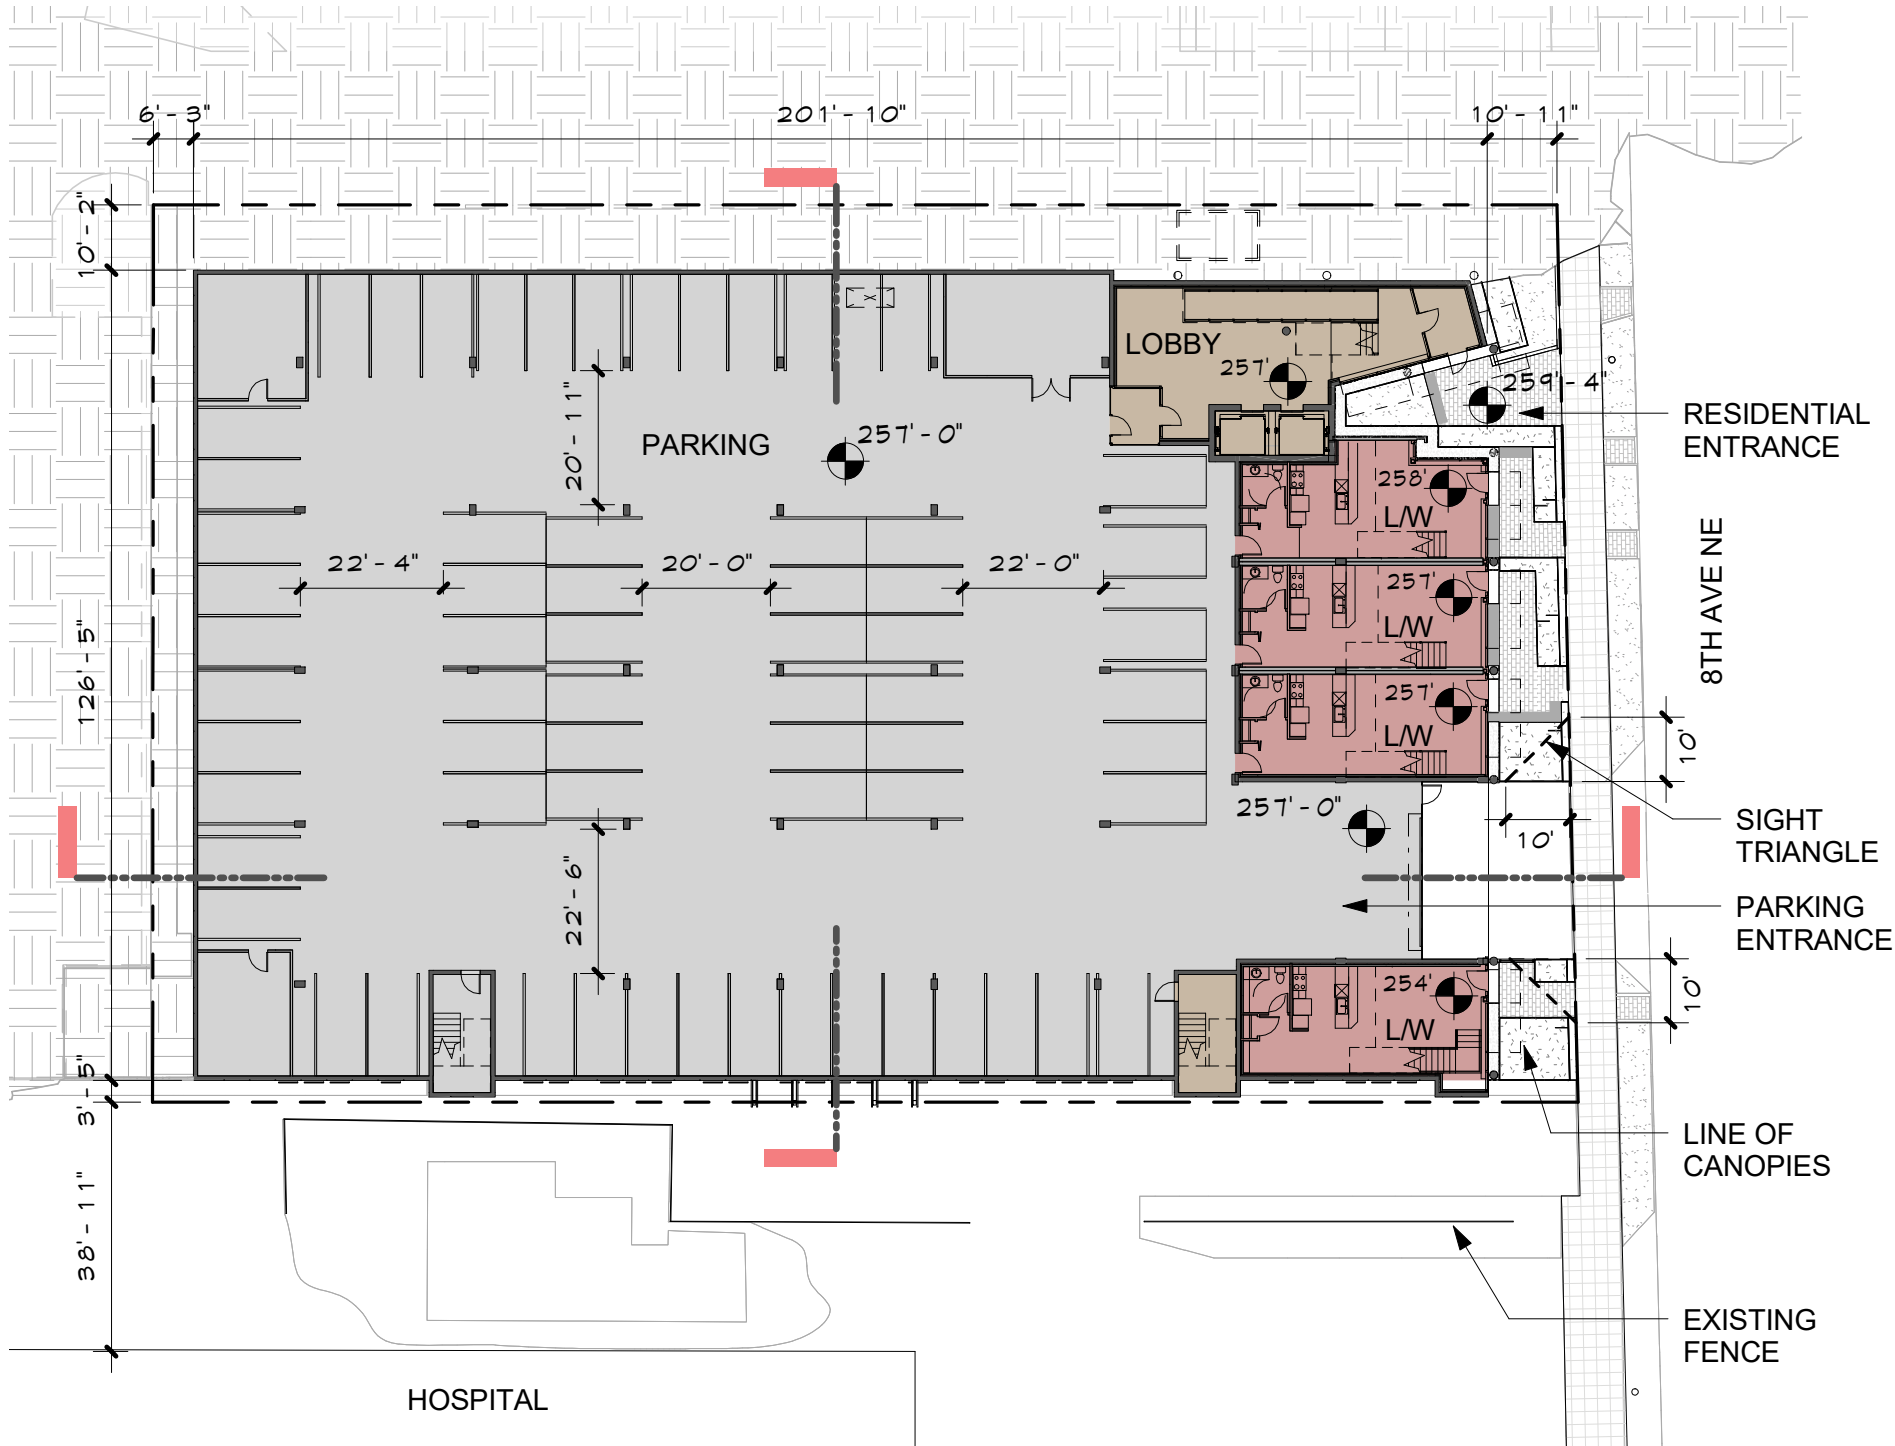 6'-3"
201'-10"
10'-11"
10'-2"
LOBBY
257'
259'-4"
RESIDENTIAL
ENTRANCE
20'-11"
PARKING
257'-0"
258'
L/W
22'-4"
20'-0"
22'-0"
257'
L/W
8TH AVE NE
126'-5"
257'
L/W
10'
257'-0"
10'
SIGHT
TRIANGLE
22'-6"
PARKING
ENTRANCE
254'
L/W
10'
3'-5"
LINE OF
CANOPIES
38'-11"
EXISTING
FENCE
HOSPITAL